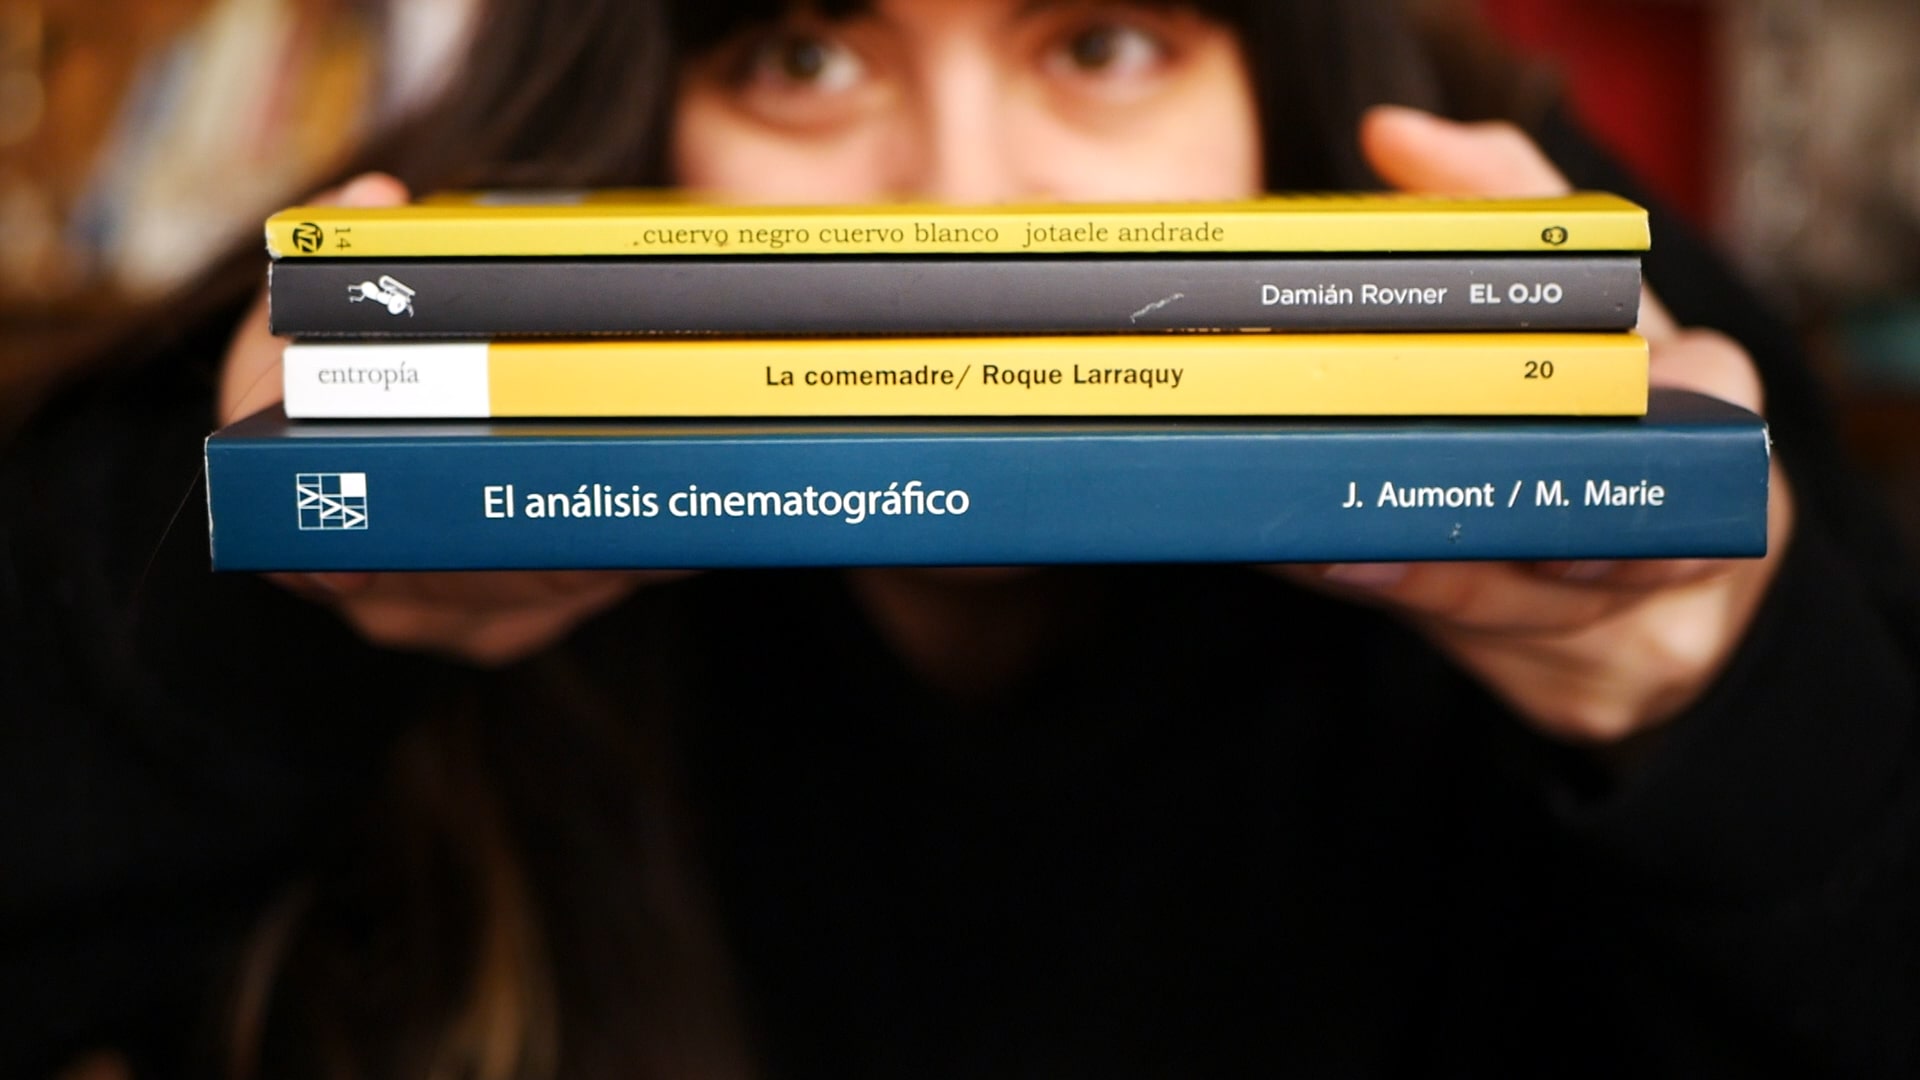 NZ 14 cuervo negro cuervo blanco jotaele andrade
Damián Rovner EL OJO
entropía La comemadre/ Roque Larraquy 20
El análisis cinematográfico J. Aumont / M. Marie